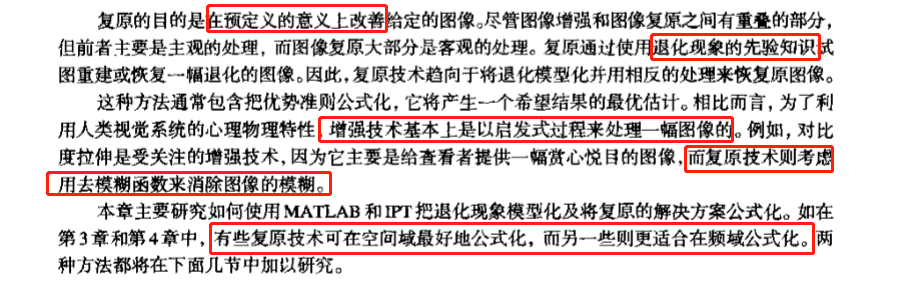 复原的目的是在预定义的意义上改善给定的图像。尽管图像增强和图像复原之间有重叠的部分，
但前者主要是主观的处理，而图像复原大部分是客观的处理。复原通过使用退化现象的先验知识试
图重建或恢复一幅退化的图像。因此，复原技术趋向于将退化模型化并用相反的处理来恢复原图像。
这种方法通常包含把优势准则公式化，它将产生一个希望结果的最优估计。相比而言，为了利
用人类视觉系统的心理物理特性，增强技术基本上是以启发式过程来处理一幅图像的。例如，对比
度拉伸是受关注的增强技术，因为它主要是给查看者提供一幅赏心悦目的图像，而复原技术则考虑
用去模糊函数来消除图像的模糊。
本章主要研究如何使用MATLAB和IPT把退化现象模型化及将复原的解决方案公式化。如在
第3章和第4章中，有些复原技术可在空间域最好地公式化，而另一些则更适合在频域公式化。两
种方法都将在下面几节中加以研究。